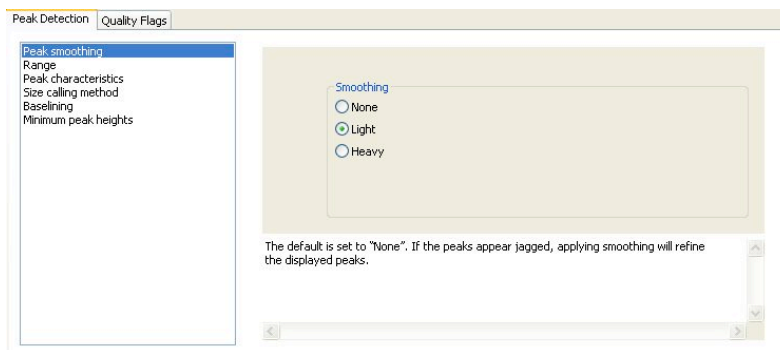 Peak Detection Quality Flags
Peak smoothing
Range
Peak characteristics
Size calling method
Baselining
Minimum peak heights
Smoothing
None
Light
Heavy
The default is set to "None". If the peaks appear jagged, applying smoothing will refine
the displayed peaks.